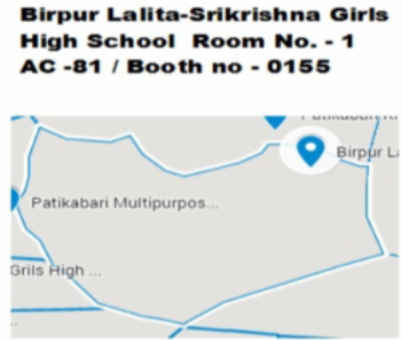 Birpur Lalita-Srikrishna Girls
High School Room No. - 1
AC -81 / Booth no - 0155
Birpur La
Patikabari Multipurpos...
Grils High ...